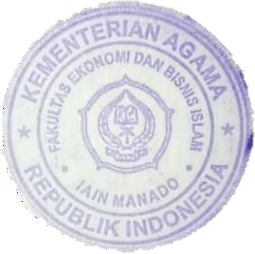 KEMENTERIAN AGAMA
FAKULTAS EKONOMI DAN BISNIS ISLAM
IAIN MANADO
REPUBLIK INDONESIA